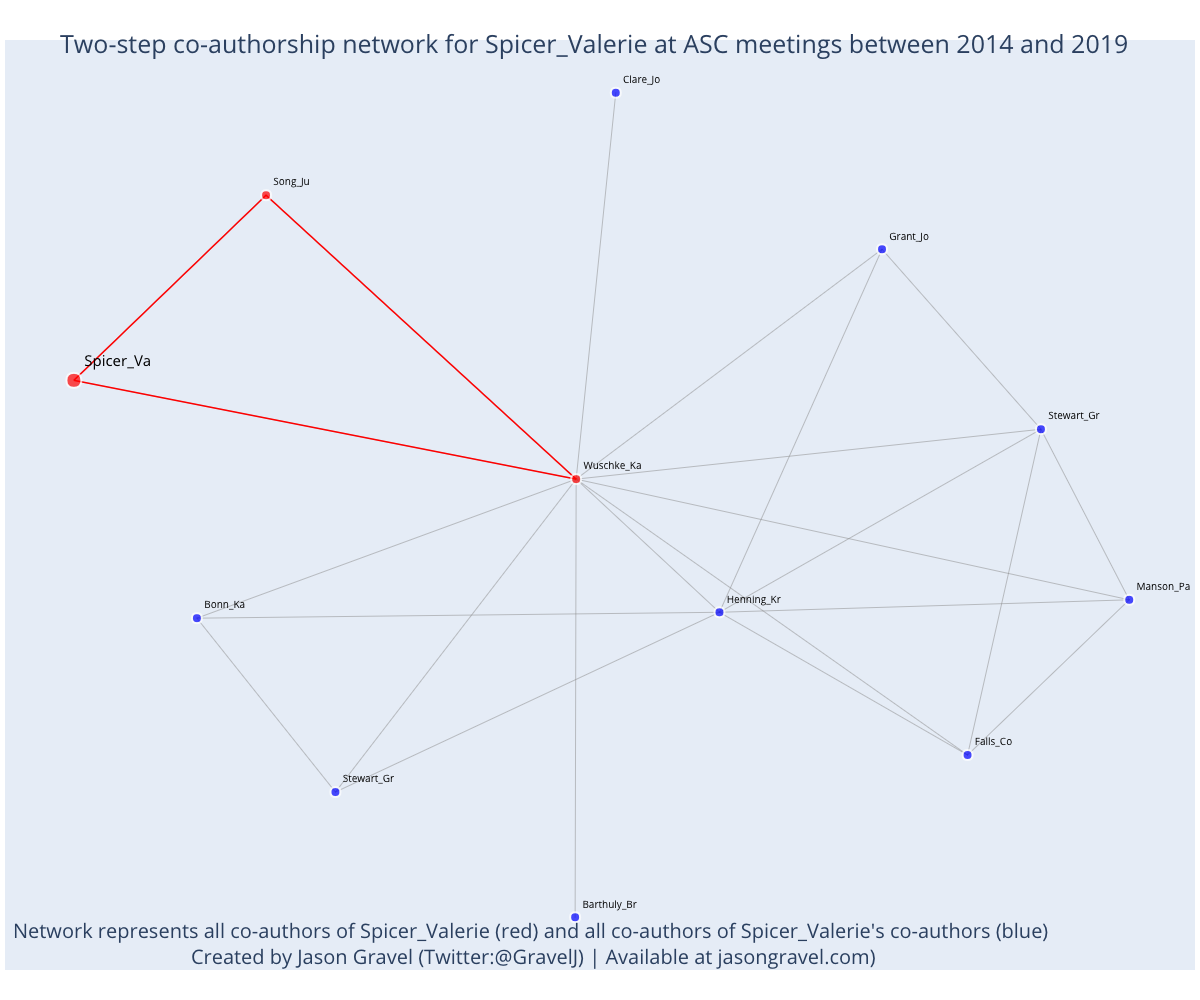 Two-step co-authorship network for Spicer_Valerie at ASC meetings between 2014 and 2019
Clare_Jo
Song_Ju
Grant_Jo
Spicer_Va
Stewart_Gr
Wuschke_Ka
Manson_Pa
Henning_Kr
Bonn_Ka
Falls_Co
Stewart_Gr
Barthuly_Br
Network represents all co-authors of Spicer_Valerie (red) and all co-authors of Spicer_Valerie's co-authors (blue)
Created by Jason Gravel (Twitter:@GravelJ) | Available at jasongravel.com)